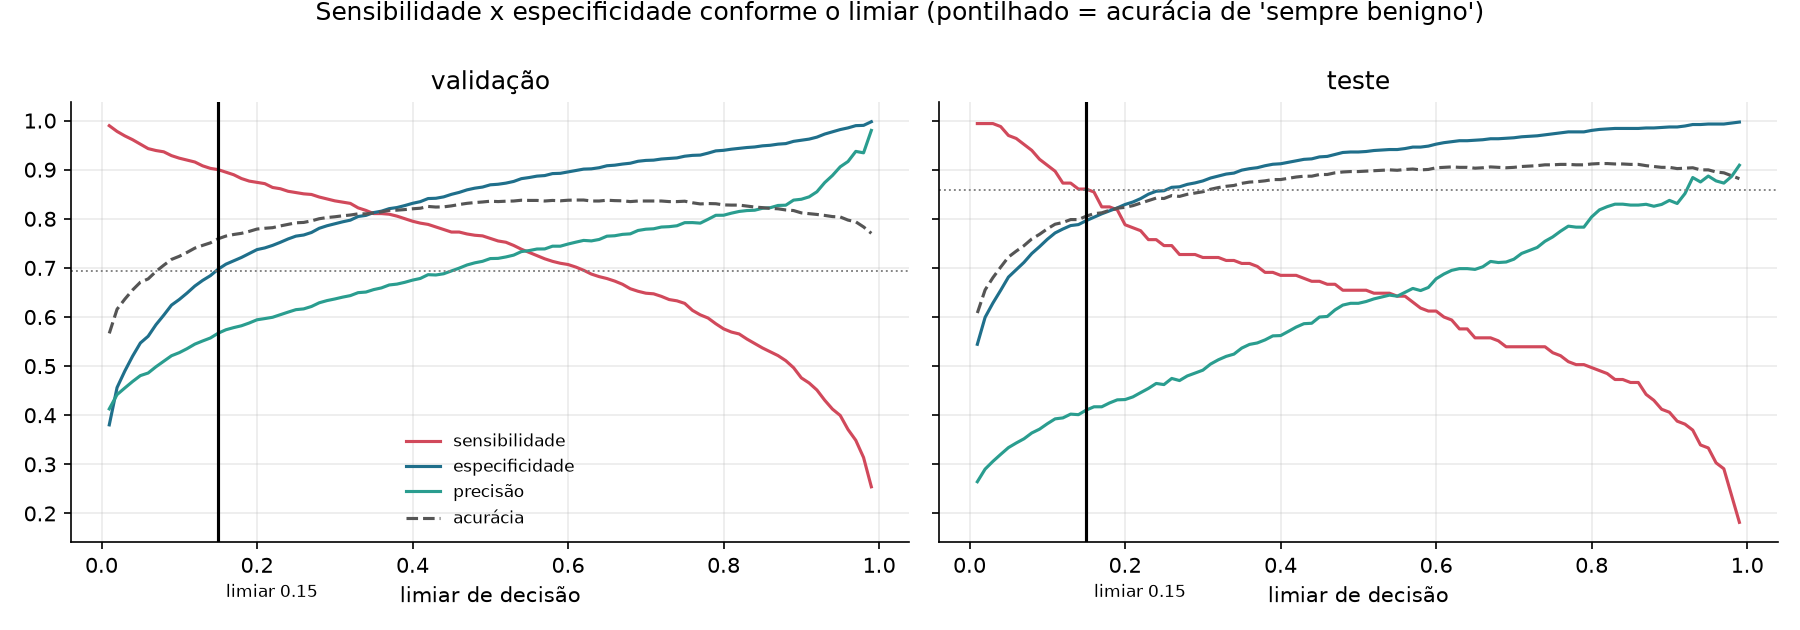 Sensibilidade x especificidade conforme o limiar (pontilhado = acurácia de 'sempre benigno')
validação
1.0
0.9
0.8
0.7
0.6
0.5
0.4
0.3
0.2
sensibilidade
especificidade
precisão
acurácia
0.0 0.2 0.4 0.6 0.8 1.0
limiar 0.15
limiar de decisão
teste
0.0 0.2 0.4 0.6 0.8 1.0
limiar 0.15
limiar de decisão